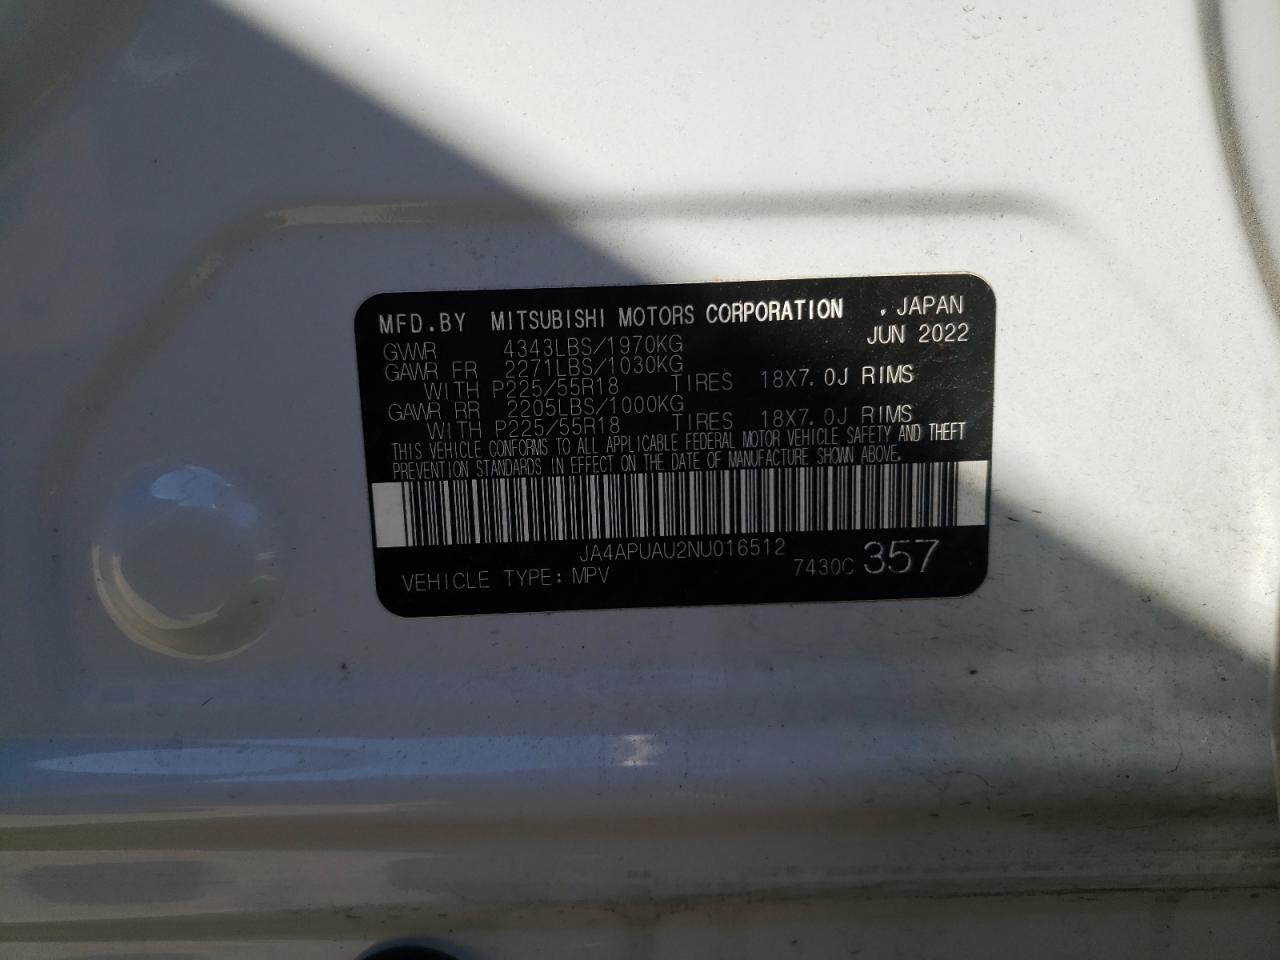 MFD.BY MITSUBISHI MOTORS CORPORATION , JAPAN
GVWR 4343LBS/1970KG JUN 2022
GAWR FR 2271LBS/1030KG
WITH P225/55R18 TIRES 18X7.0J RIMS
GAWR RR 2205LBS/1000KG
WITH P225/55R18 TIRES 18X7.0J RIMS
THIS VEHICLE CONFORMS TO ALL APPLICABLE FEDERAL MOTOR VEHICLE SAFETY AND THEFT
PREVENTION STANDARDS IN EFFECT ON THE DATE OF MANUFACTURE SHOWN ABOVE.
JA4APUAU2NU016512
VEHICLE TYPE: MPV 7430C 357